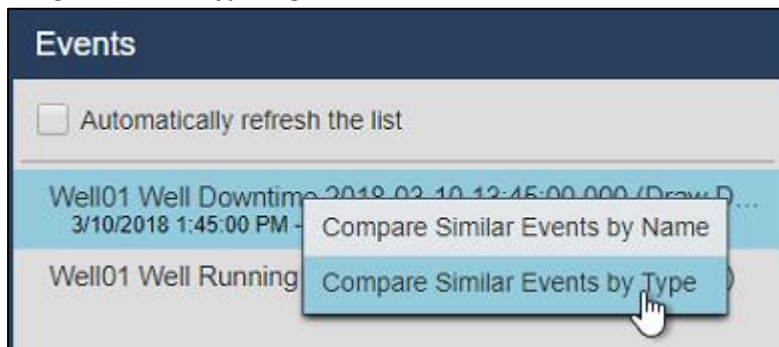 Events
Automatically refresh the list
Well01 Well Downtime 2018-03-10 13:45:00.000 (Draw D...
3/10/2018 1:45:00 PM -
Compare Similar Events by Name
Well01 Well Running
Compare Similar Events by Type
)